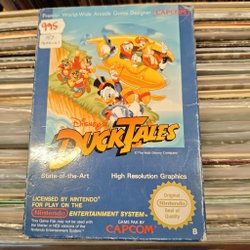 Premier World-Wide Arcade Game Designer CAPCOM
995
Disney's
DUCKTALES
© The Walt Disney Company
State-of-the-Art High Resolution Graphics
LICENSED BY NINTENDO®
FOR PLAY ON THE
Nintendo ENTERTAINMENT SYSTEM
GAME PAK BY
CAPCOM
Original
Nintendo
Seal of
Quality
B